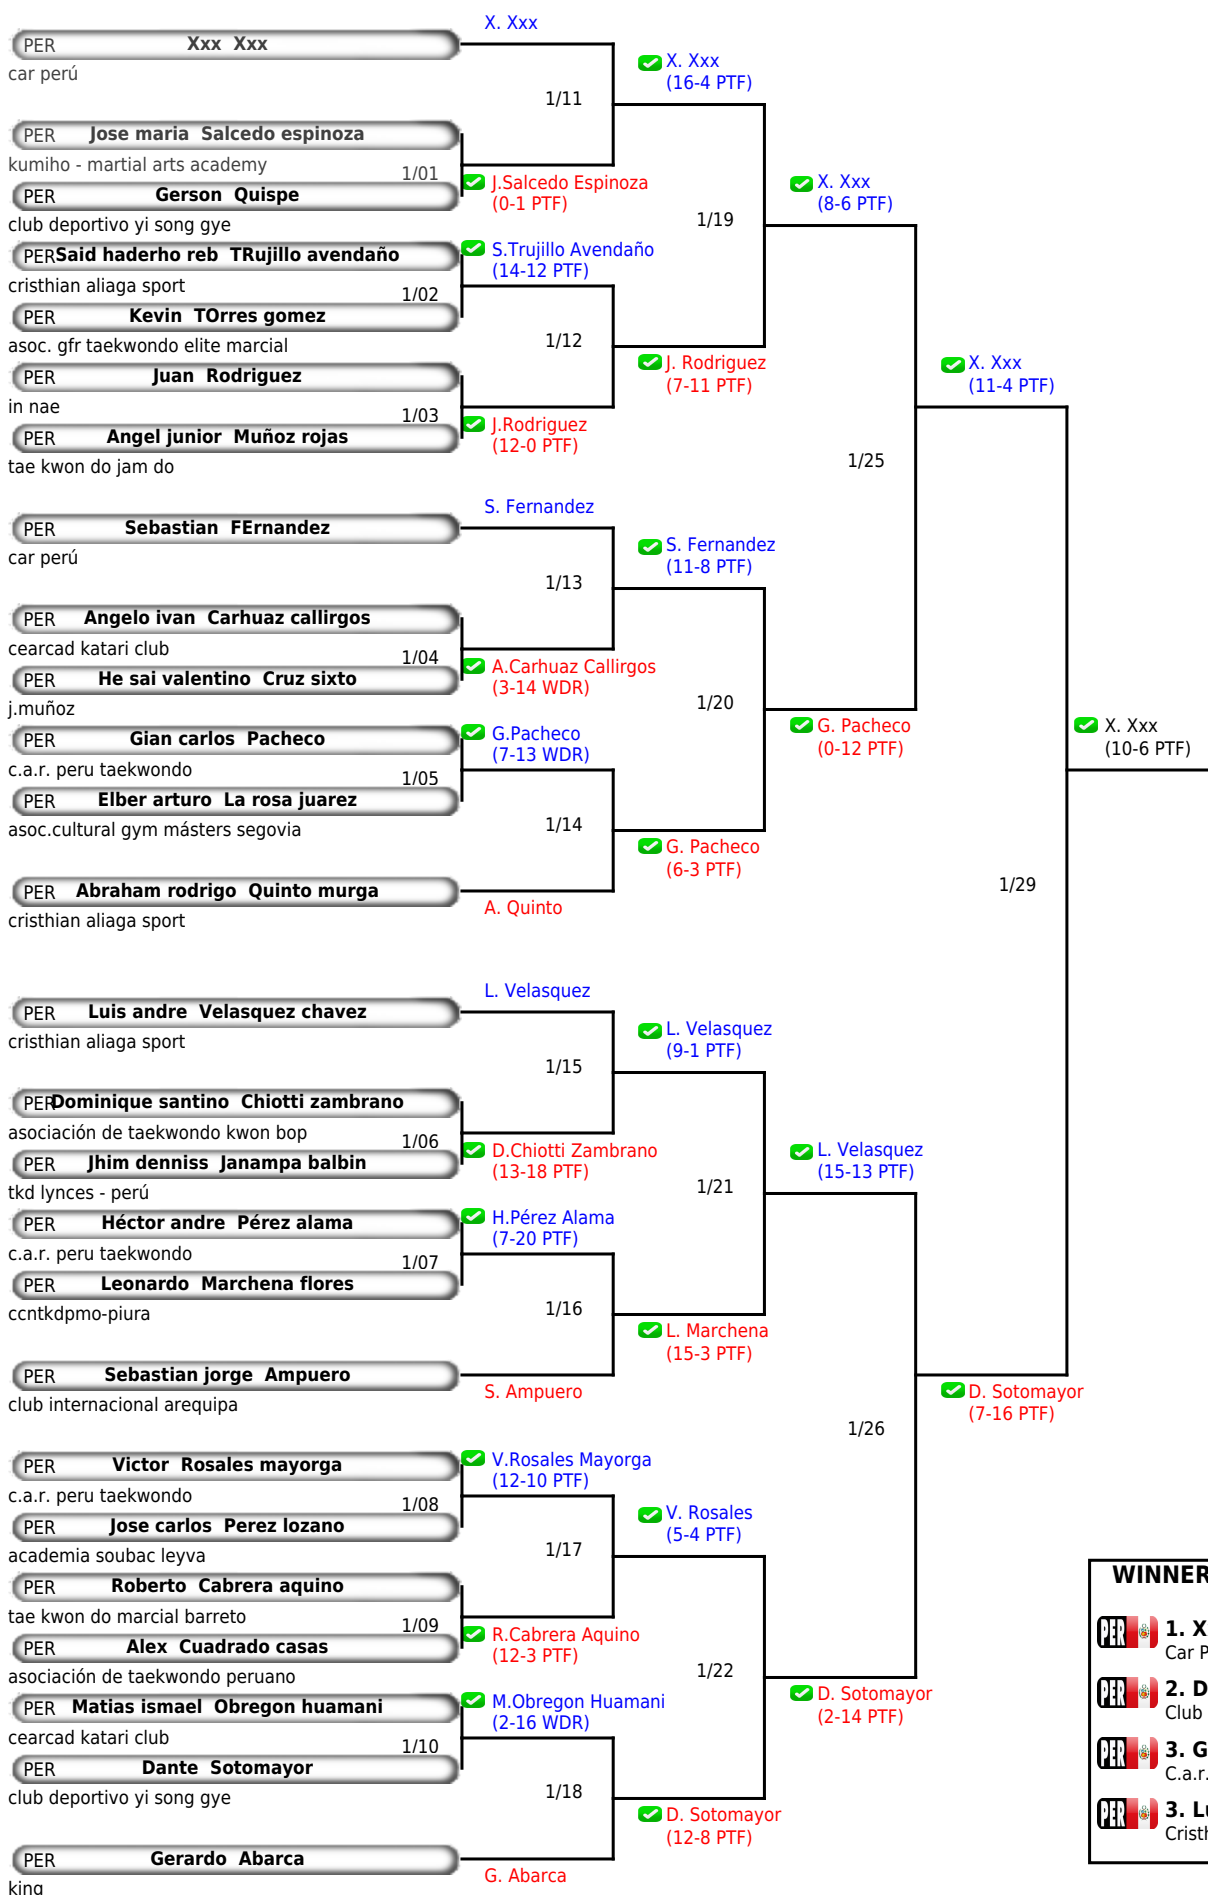 X. Xxx
PER Xxx Xxx
car perú
X. Xxx
(16-4 PTF)
1/11
PER Jose maria Salcedo espinoza
kumiho - martial arts academy
1/01
PER Gerson Quispe
club deportivo yi song gye
J.Salcedo Espinoza
(0-1 PTF)
X. Xxx
(8-6 PTF)
1/19
PER Said haderho reb TRujillo avendaño
cristhian aliaga sport
S.Trujillo Avendaño
(14-12 PTF)
1/02
PER Kevin TOrres gomez
asoc. gfr taekwondo elite marcial
1/12
J. Rodriguez
(7-11 PTF)
PER Juan Rodriguez
in nae
1/03
PER Angel junior Muñoz rojas
tae kwon do jam do
J.Rodriguez
(12-0 PTF)
X. Xxx
(11-4 PTF)
1/25
S. Fernandez
PER Sebastian FErnandez
car perú
S. Fernandez
(11-8 PTF)
1/13
PER Angelo ivan Carhuaz callirgos
cearcad katari club
1/04
PER He sai valentino Cruz sixto
j.muñoz
A.Carhuaz Callirgos
(3-14 WDR)
1/20
PER Gian carlos Pacheco
c.a.r. peru taekwondo
G.Pacheco
(7-13 WDR)
G. Pacheco
(0-12 PTF)
X. Xxx
(10-6 PTF)
1/05
PER Elber arturo La rosa juarez
asoc.cultural gym másters segovia
1/14
G. Pacheco
(6-3 PTF)
PER Abraham rodrigo Quinto murga
cristhian aliaga sport
A. Quinto
1/29
L. Velasquez
PER Luis andre Velasquez chavez
cristhian aliaga sport
L. Velasquez
(9-1 PTF)
1/15
PER Dominique santino Chiotti zambrano
asociación de taekwondo kwon bop
1/06
PER Jhim denniss Janampa balbin
tkd lynces - perú
D.Chiotti Zambrano
(13-18 PTF)
L. Velasquez
(15-13 PTF)
1/21
PER Héctor andre Pérez alama
c.a.r. peru taekwondo
H.Pérez Alama
(7-20 PTF)
1/07
PER Leonardo Marchena flores
ccntkdpmo-piura
1/16
L. Marchena
(15-3 PTF)
PER Sebastian jorge Ampuero
club internacional arequipa
S. Ampuero
D. Sotomayor
(7-16 PTF)
1/26
PER Victor Rosales mayorga
c.a.r. peru taekwondo
V.Rosales Mayorga
(12-10 PTF)
1/08
PER Jose carlos Perez lozano
academia soubac leyva
V. Rosales
(5-4 PTF)
1/17
PER Roberto Cabrera aquino
tae kwon do marcial barreto
1/09
PER Alex Cuadrado casas
asociación de taekwondo peruano
R.Cabrera Aquino
(12-3 PTF)
1/22
PER Matias ismael Obregon huamani
cearcad katari club
M.Obregon Huamani
(2-16 WDR)
D. Sotomayor
(2-14 PTF)
1/10
PER Dante Sotomayor
club deportivo yi song gye
1/18
D. Sotomayor
(12-8 PTF)
PER Gerardo Abarca
king
G. Abarca
WINNER
PER 1. X
Car P
PER 2. D
Club
PER 3. G
C.a.r.
PER 3. Lu
Cristh